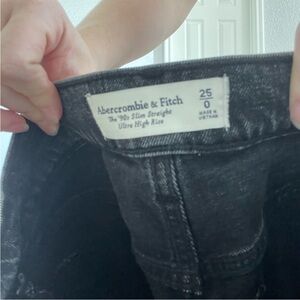 Abercrombie & Fitch
The '90s Slim Straight
Ultra High Rise
25
0
MADE IN
VIETNAM